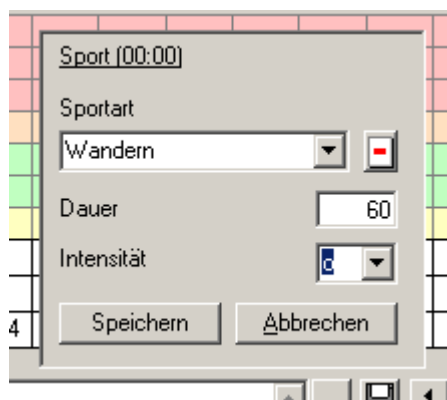 Sport (00:00)
Sportart
Wandern
Dauer 60
Intensität o
Speichern Abbrechen
4